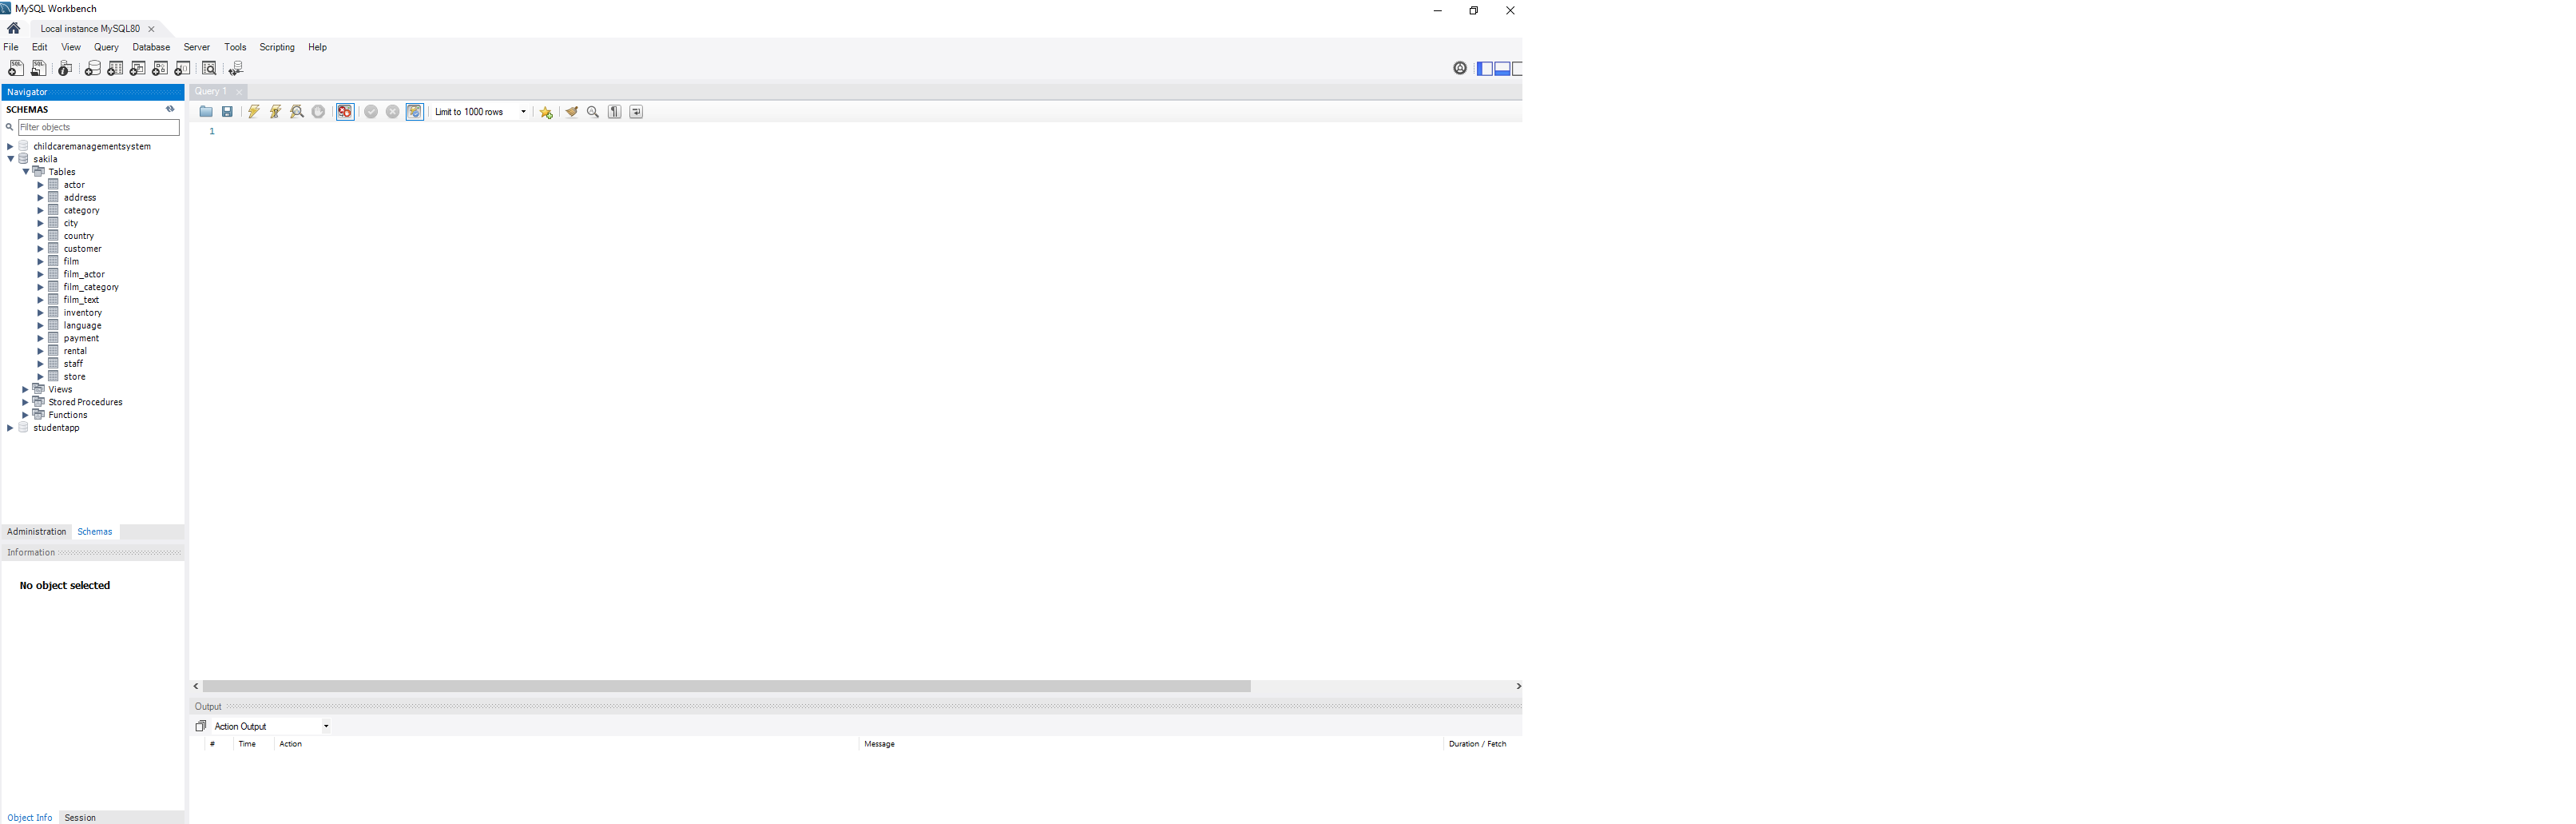 MySQL Workbench
Local instance MySQL80
File Edit View Query Database Server Tools Scripting Help
Navigator
SCHEMAS
Filter objects
childcaremanagementsystem
sakila
Tables
actor
address
category
city
country
customer
film
film_actor
film_category
film_text
inventory
language
payment
rental
staff
store
Views
Stored Procedures
Functions
studentapp
Administration Schemas
Information
No object selected
Object Info Session
Query 1
Limit to 1000 rows
1
Output
Action Output
# Time Action Message Duration / Fetch